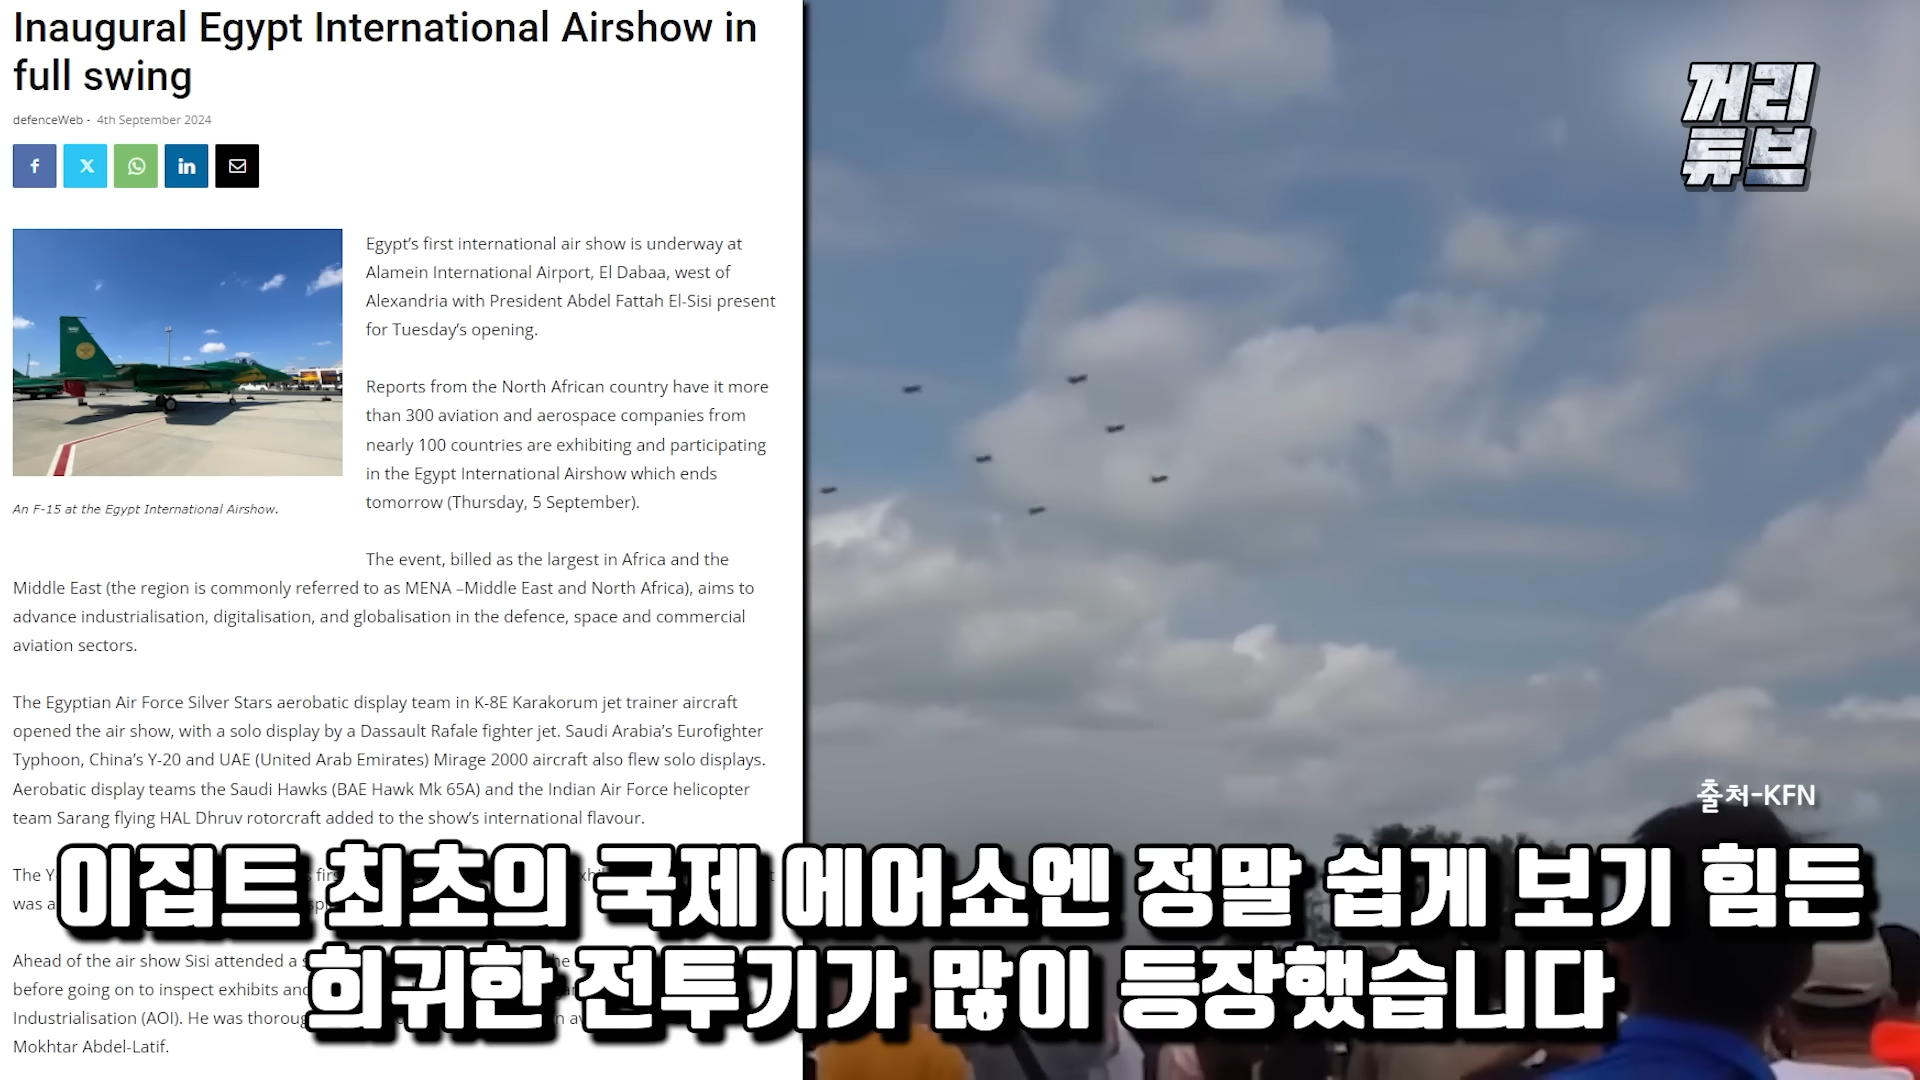 Inaugural Egypt International Airshow in
full swing
defenceWeb - 4th September 2024
An F-15 at the Egypt International Airshow.
Egypt’s first international air show is underway at
Alamein International Airport, El Dabaa, west of
Alexandria with President Abdel Fattah El-Sisi present
for Tuesday’s opening.
Reports from the North African country have it more
than 300 aviation and aerospace companies from
nearly 100 countries are exhibiting and participating
in the Egypt International Airshow which ends
tomorrow (Thursday, 5 September).
The event, billed as the largest in Africa and the
Middle East (the region is commonly referred to as MENA –Middle East and North Africa), aims to
advance industrialisation, digitalisation, and globalisation in the defence, space and commercial
aviation sectors.
The Egyptian Air Force Silver Stars aerobatic display team in K-8E Karakorum jet trainer aircraft
opened the air show, with a solo display by a Dassault Rafale fighter jet. Saudi Arabia’s Eurofighter
Typhoon, China’s Y-20 and UAE (United Arab Emirates) Mirage 2000 aircraft also flew solo displays.
Aerobatic display teams the Saudi Hawks (BAE Hawk Mk 65A) and the Indian Air Force helicopter
team Sarang flying HAL Dhruv rotorcraft added to the show’s international flavour.
The
was
Ahead of the air show Sisi attended a
before going on to inspect exhibits and
Industrialisation (AOI). He was
Mokhtar Abdel-Latif.
꺼리
튜브
출처-KFN
이집트 최초의 국제 에어쇼엔 정말 쉽게 보기 힘든
희귀한 전투기가 많이 등장했습니다